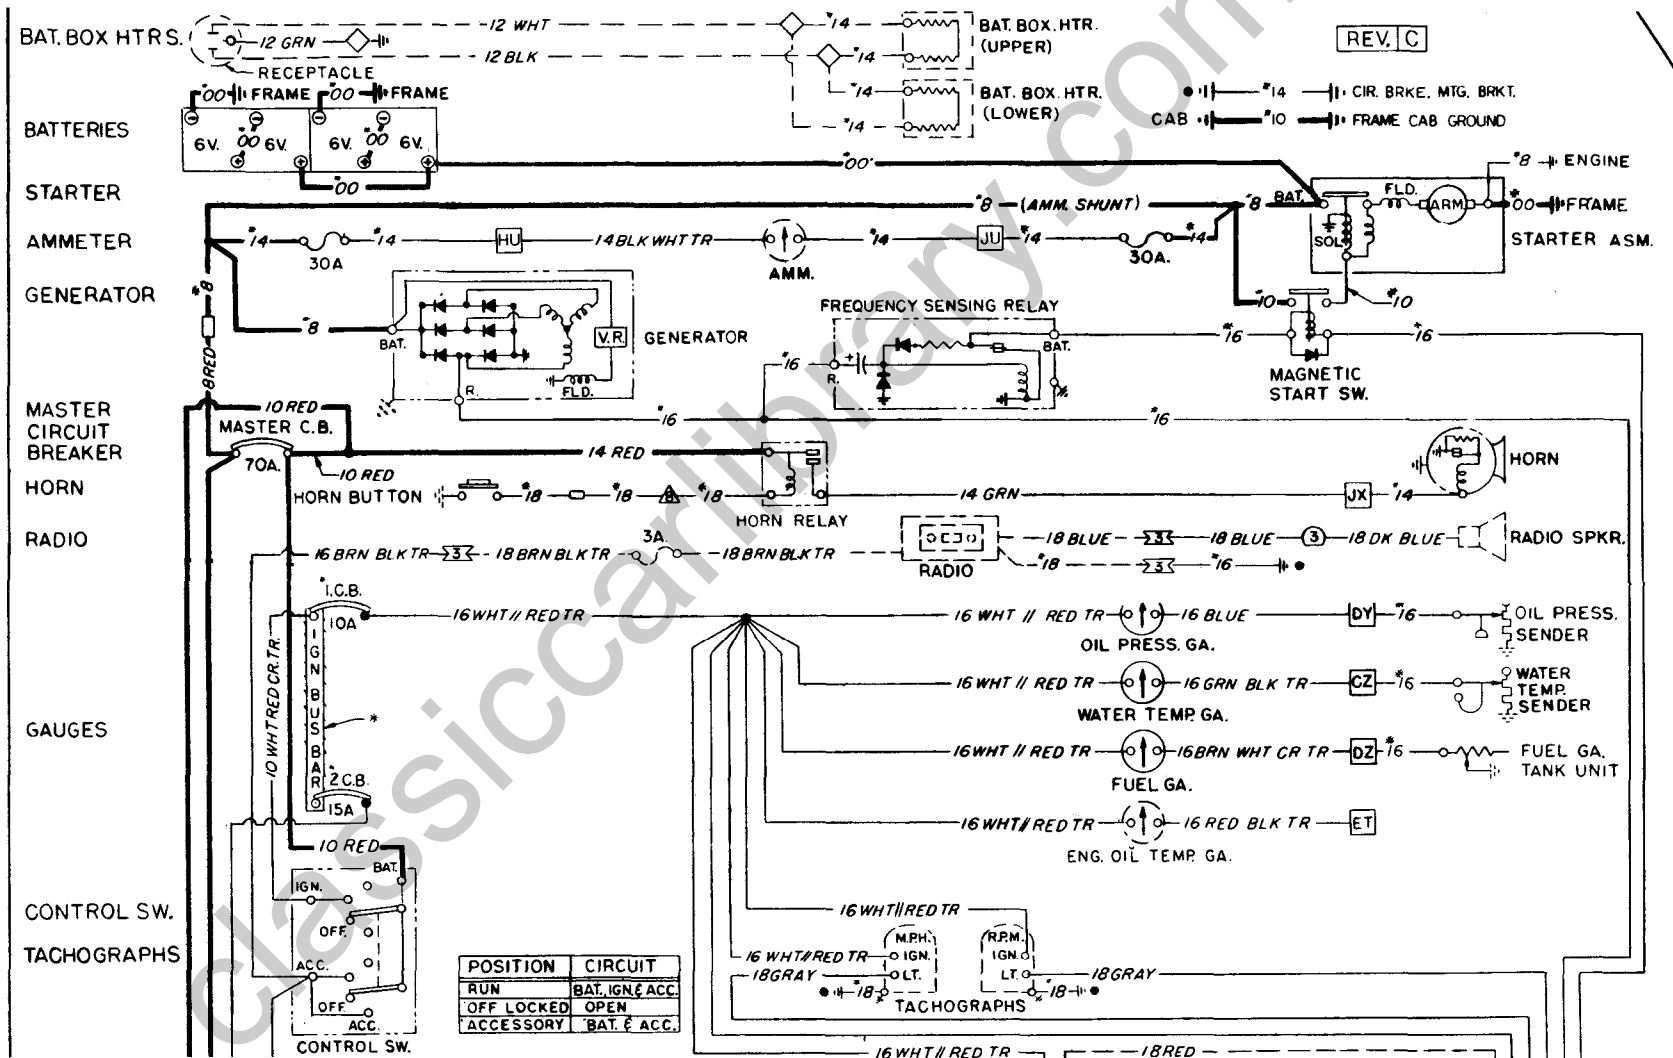 BAT. BOX HTRS.
12 WHT
*14
BAT. BOX. HTR.
(UPPER)
REV. C
12 GRN
12 BLK
*14
RECEPTACLE
*14
BAT. BOX. HTR.
(LOWER)
*14
*14 CIR. BRKE. MTG. BRKT.
CAB *10 FRAME CAB GROUND
*00 FRAME *00 FRAME
BATTERIES
6V. *00 6V. *00 6V.
*00
*00
*8 ENGINE
STARTER
*8 (AMM. SHUNT) *8 BAT.
FLD.
ARM.
*00 FRAME
SOL.
STARTER ASM.
AMMETER
*14 *14 HU 14 BLK WHT TR *14 JU *14 *14
30A
AMM.
30A.
GENERATOR
*8
*8
BAT.
V.R.
GENERATOR
FLD.
R.
FREQUENCY SENSING RELAY
*16
R.
BAT.
*16
*10
*10
*16
MAGNETIC
START SW.
8 RED
*16
*16
MASTER
CIRCUIT
BREAKER
10 RED
MASTER C.B.
70A.
10 RED
14 RED
HORN
HORN BUTTON *18 *18 8 *18
HORN RELAY
14 GRN JX *14
HORN
RADIO
16 BRN BLK TR 3 18 BRN BLK TR
3A.
18 BRN BLK TR
RADIO
18 BLUE 3 18 BLUE 3 18 DK BLUE
RADIO SPKR.
*18 3 *16
*1.C.B.
10A
16 WHT // RED TR
16 WHT // RED TR
16 BLUE DY *16
OIL PRESS. GA.
OIL PRESS.
SENDER
10 WHT RED CR. TR.
IGN BUS BAR
*
16 WHT // RED TR
16 GRN BLK TR CZ *16
WATER TEMP. GA.
WATER
TEMP.
SENDER
GAUGES
16 WHT // RED TR
16 BRN WHT CR TR DZ *16
FUEL GA.
FUEL GA.
TANK UNIT
*2 C.B.
15A
16 WHT // RED TR
16 RED BLK TR ET
ENG. OIL TEMP. GA.
10 RED
BAT.
IGN.
CONTROL SW.
OFF.
TACHOGRAPHS
ACC.
OFF
ACC.
CONTROL SW.
POSITION CIRCUIT
RUN BAT., IGN. & ACC.
OFF LOCKED OPEN
ACCESSORY BAT. & ACC.
16 WHT // RED TR
16 WHT // RED TR
18 GRAY
M.P.H.
IGN.
LT.
*18
R.P.M.
IGN.
LT.
18 GRAY
*18
TACHOGRAPHS
16 WHT // RED TR
18 RED
classiccarlibrary.com